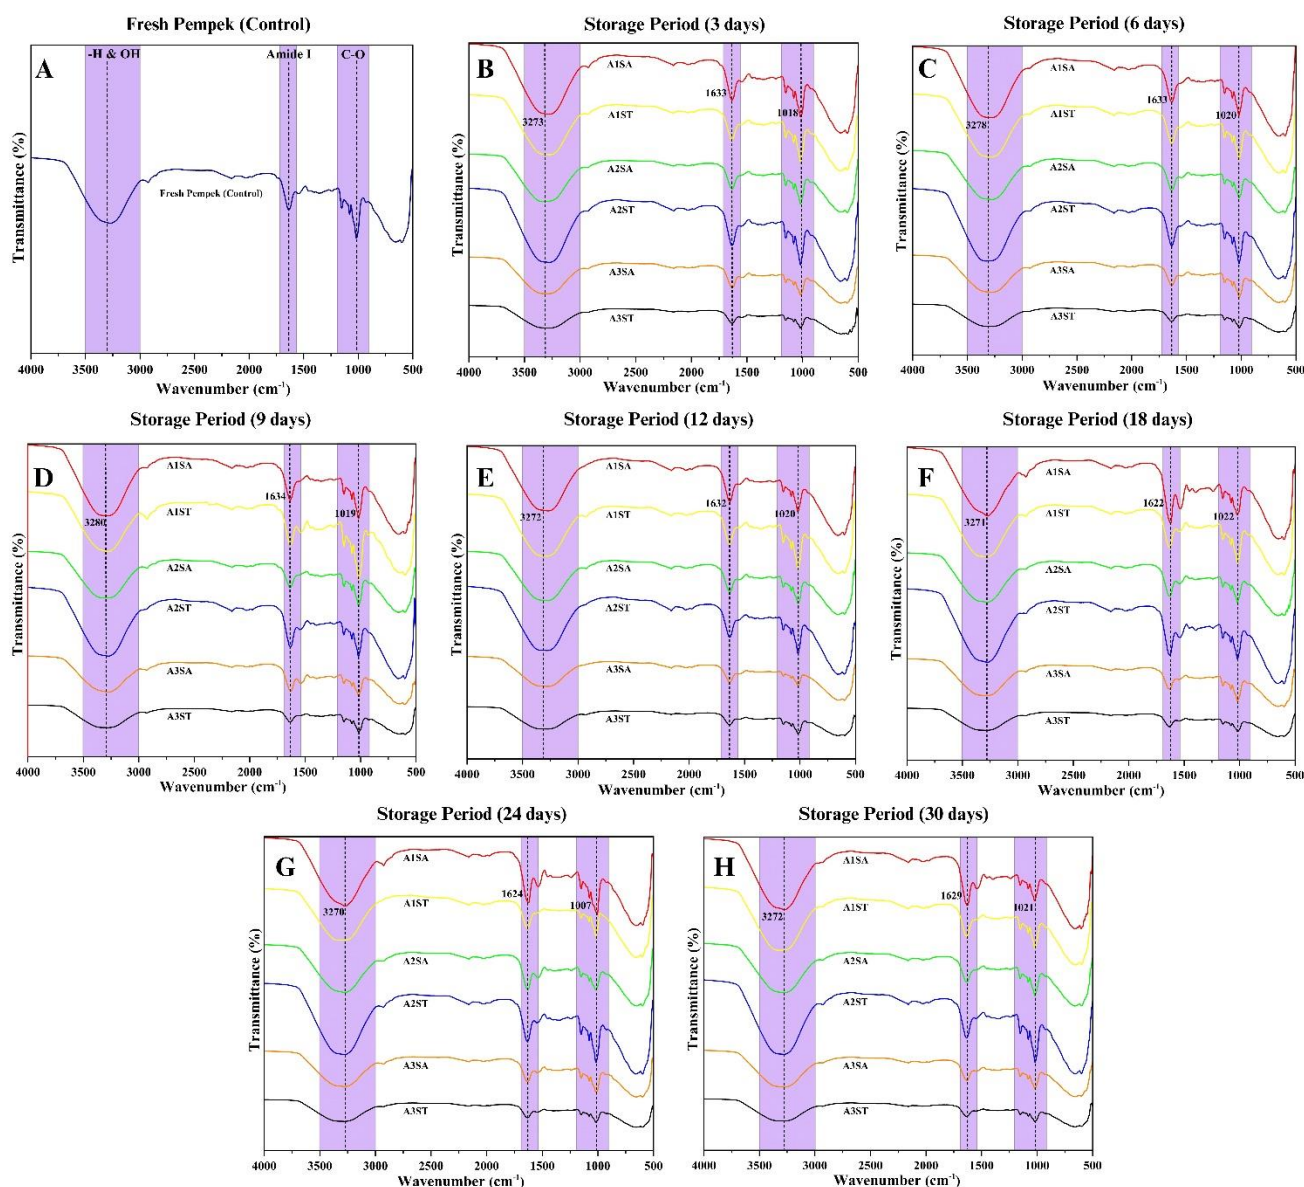 Fresh Pempek (Control)
A
-H & OH
Amide I
C-O
Fresh Pempek (Control)
Transmittance (%)
4000 3500 3000 2500 2000 1500 1000 500
Wavenumber (cm-1)
Storage Period (3 days)
B
A1SA
1633
1018
3273
A1ST
A2SA
A2ST
A3SA
A3ST
Transmittance (%)
4000 3500 3000 2500 2000 1500 1000 500
Wavenumber (cm-1)
Storage Period (6 days)
C
A1SA
1633
1020
3278
A1ST
A2SA
A2ST
A3SA
A3ST
Transmittance (%)
4000 3500 3000 2500 2000 1500 1000 500
Wavenumber (cm-1)
Storage Period (9 days)
D
A1SA
1634
1019
3280
A1ST
A2SA
A2ST
A3SA
A3ST
Transmittance (%)
4000 3500 3000 2500 2000 1500 1000 500
Wavenumber (cm-1)
Storage Period (12 days)
E
A1SA
1632
1020
3272
A1ST
A2SA
A2ST
A3SA
A3ST
Transmittance (%)
4000 3500 3000 2500 2000 1500 1000 500
Wavenumber (cm-1)
Storage Period (18 days)
F
A1SA
1622
1022
3271
A1ST
A2SA
A2ST
A3SA
A3ST
Transmittance (%)
4000 3500 3000 2500 2000 1500 1000 500
Wavenumber (cm-1)
Storage Period (24 days)
G
A1SA
1624
1007
3270
A1ST
A2SA
A2ST
A3SA
A3ST
Transmittance (%)
4000 3500 3000 2500 2000 1500 1000 500
Wavenumber (cm-1)
Storage Period (30 days)
H
A1SA
1629
1021
3272
A1ST
A2SA
A2ST
A3SA
A3ST
Transmittance (%)
4000 3500 3000 2500 2000 1500 1000 500
Wavenumber (cm-1)